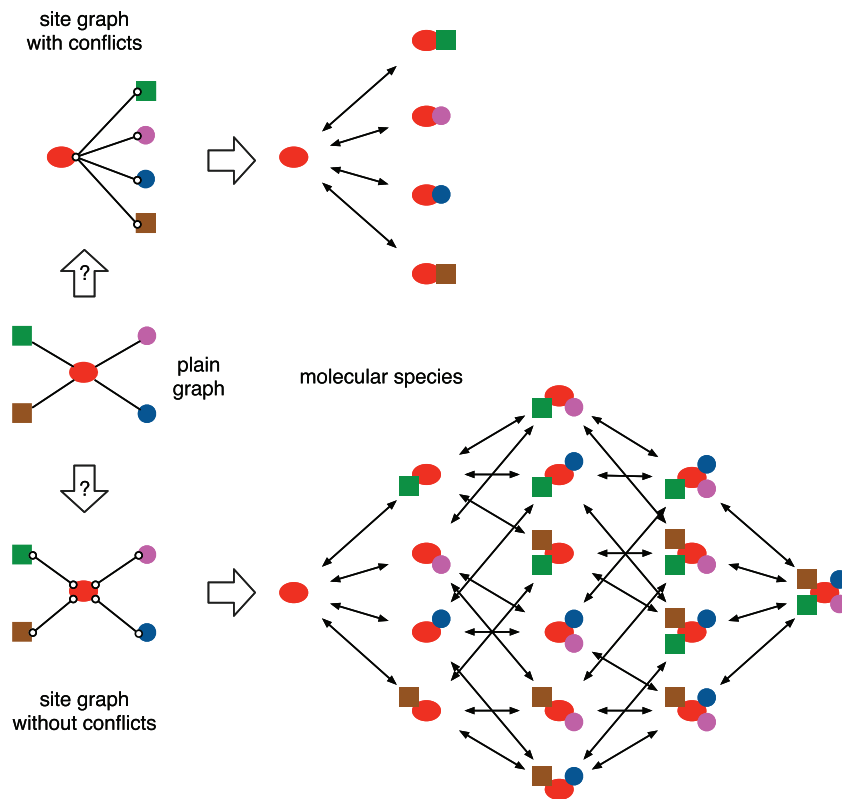 site graph
with conflicts
?
plain
graph
molecular species
?
site graph
without conflicts